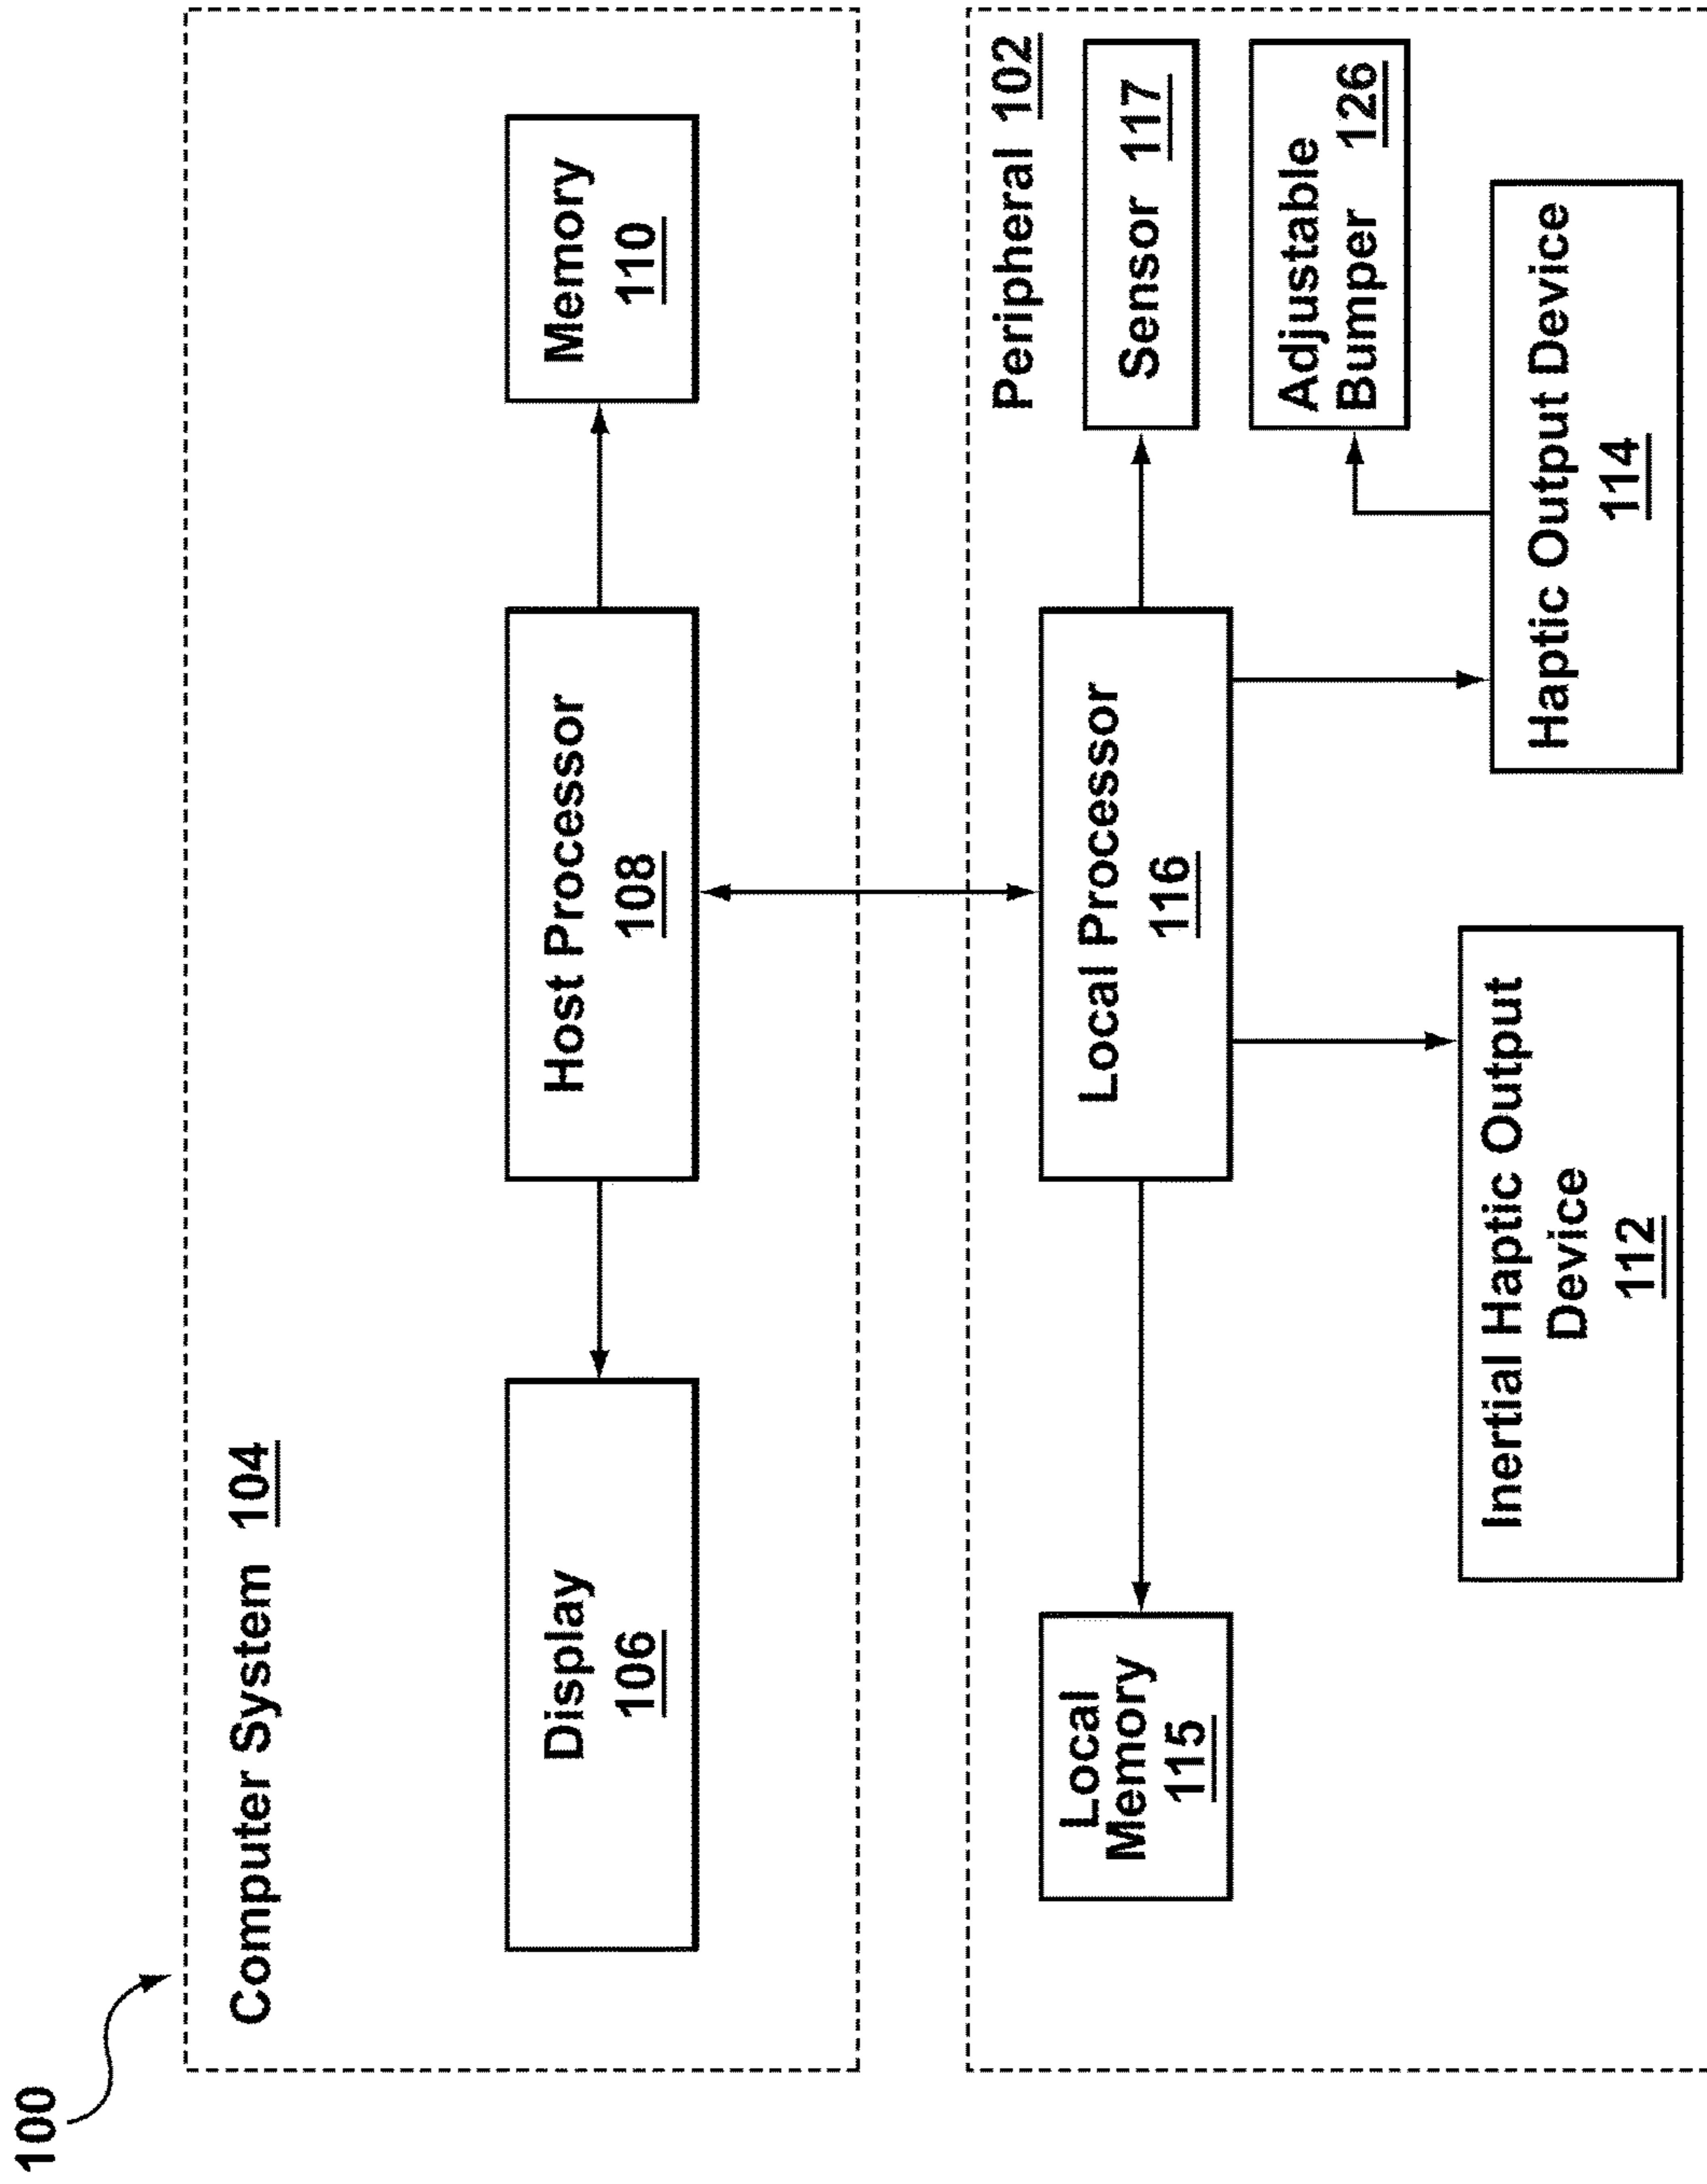 100
Computer System 104
Display
106
Host Processor
108
Memory
110
Peripheral 102
Local
Memory
115
Local Processor
116
Sensor 117
Adjustable
Bumper 126
Inertial Haptic Output
Device
112
Haptic Output Device
114